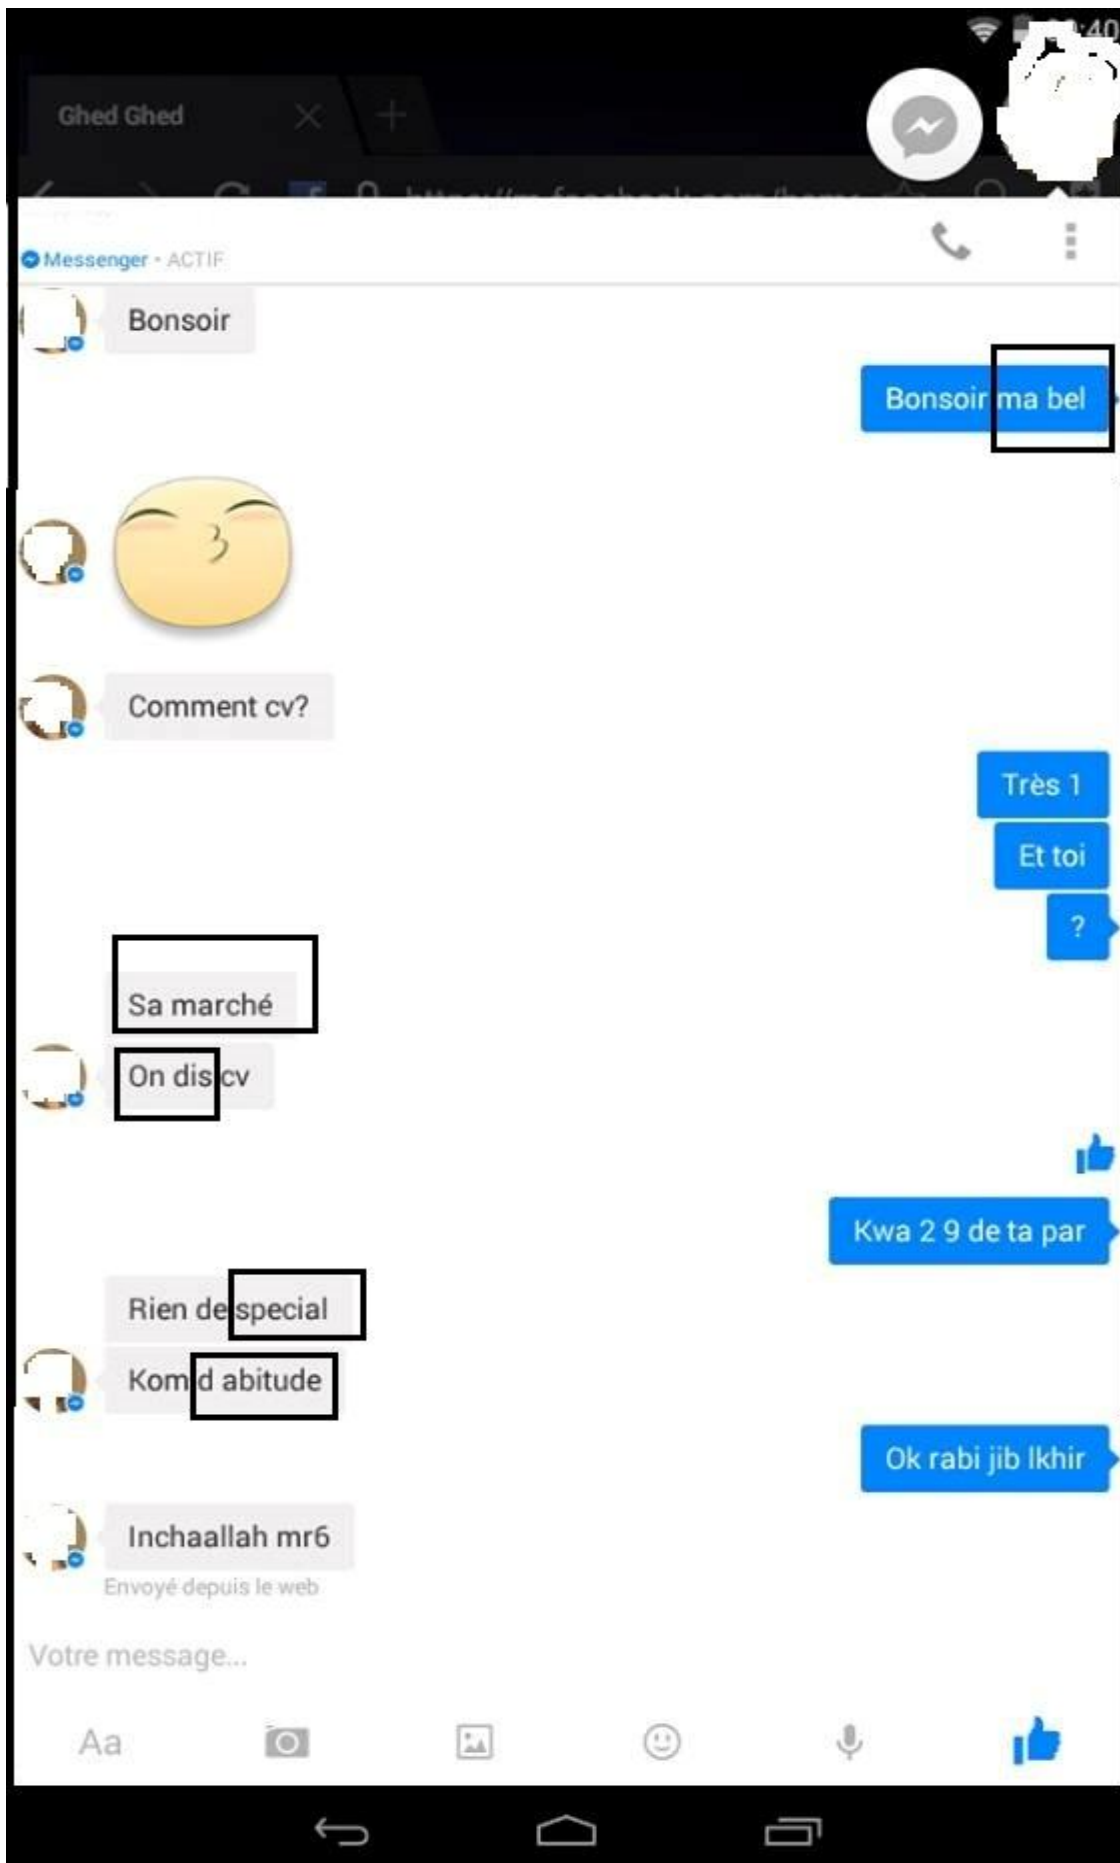 :40
Ghed Ghed
Messenger • ACTIF
Bonsoir
Bonsoir ma bel
Comment cv?
Très 1
Et toi
?
Sa marché
On dis cv
Kwa 2 9 de ta par
Rien de special
Kom d abitude
Ok rabi jib lkhir
Inchaallah mr6
Envoyé depuis le web
Votre message...
Aa